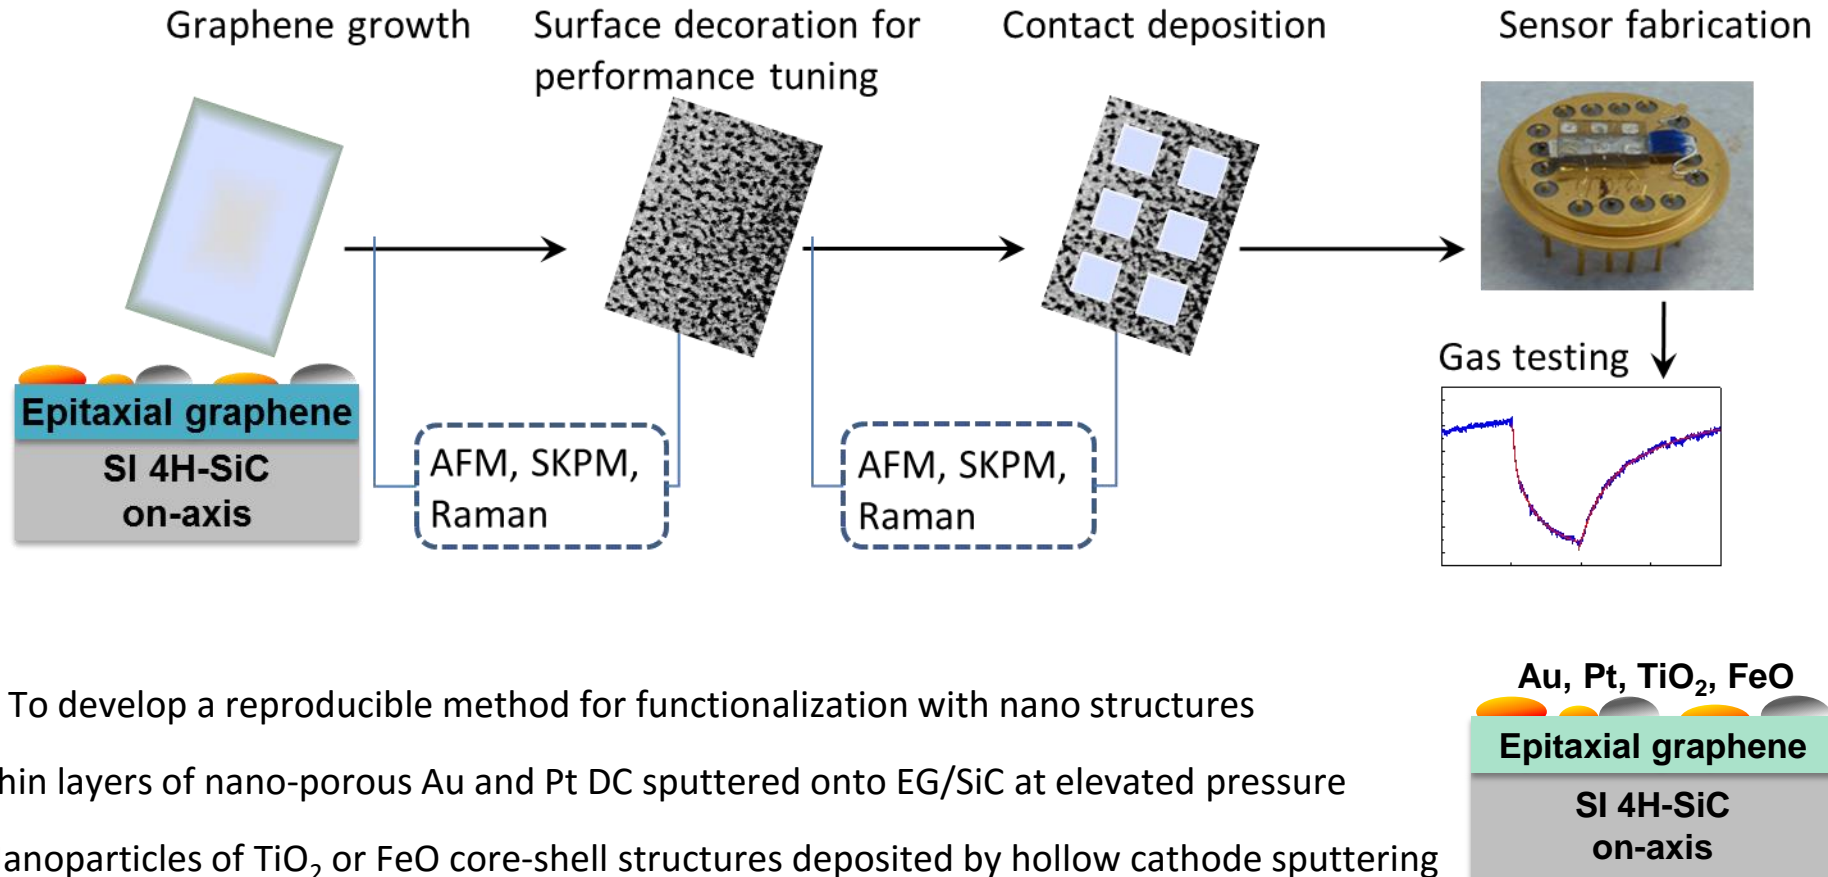 Graphene growth
Surface decoration for
performance tuning
Contact deposition
Sensor fabrication
Epitaxial graphene
SI 4H-SiC
on-axis
AFM, SKPM,
Raman
AFM, SKPM,
Raman
Gas testing
To develop a reproducible method for functionalization with nano structures
hin layers of nano-porous Au and Pt DC sputtered onto EG/SiC at elevated pressure
anoparticles of TiO₂ or FeO core-shell structures deposited by hollow cathode sputtering
Au, Pt, TiO₂, FeO
Epitaxial graphene
SI 4H-SiC
on-axis